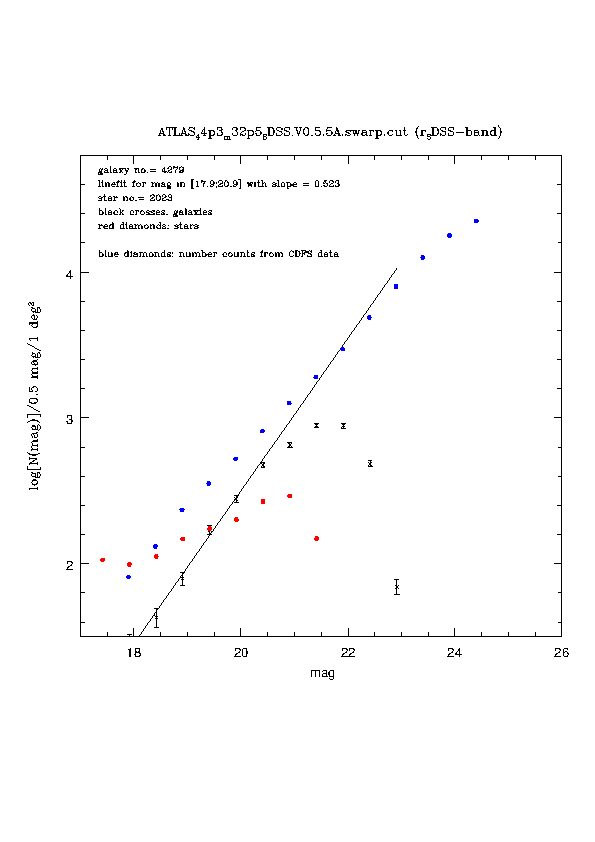 ATLAS₄4p3ₘ32p5ₛDSS.V0.5.5A.swarp.cut (rₛDSS−band)
galaxy no.= 4279
linefit for mag in [17.9;20.9] with slope = 0.523
star no.= 2023
black crosses: galaxies
red diamonds: stars
blue diamonds: number counts from CDFS data
log[N(mag)]/0.5 mag/1 deg²
4
3
2
18 20 22 24 26
mag